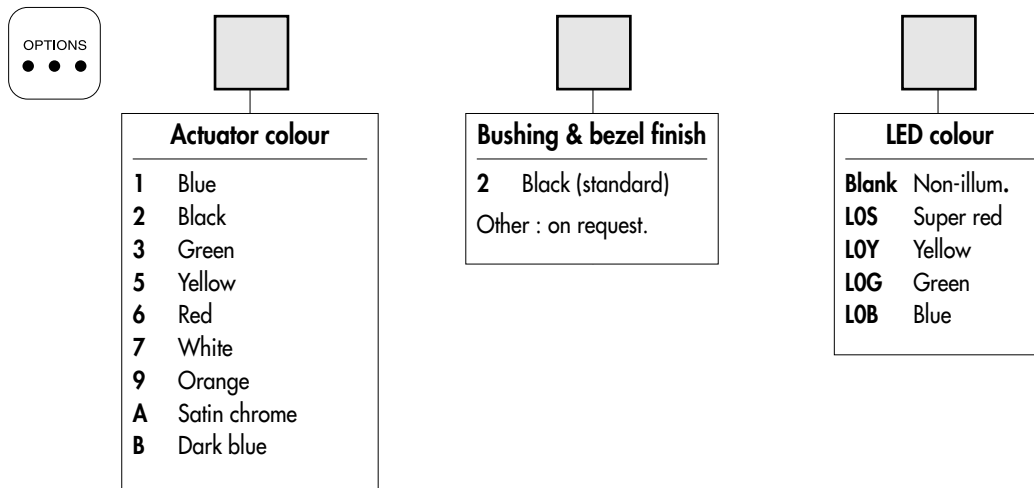 OPTIONS
Actuator colour
1 Blue
2 Black
3 Green
5 Yellow
6 Red
7 White
9 Orange
A Satin chrome
B Dark blue
Bushing & bezel finish
2 Black (standard)
Other : on request.
LED colour
Blank Non-illum.
L0S Super red
L0Y Yellow
L0G Green
L0B Blue